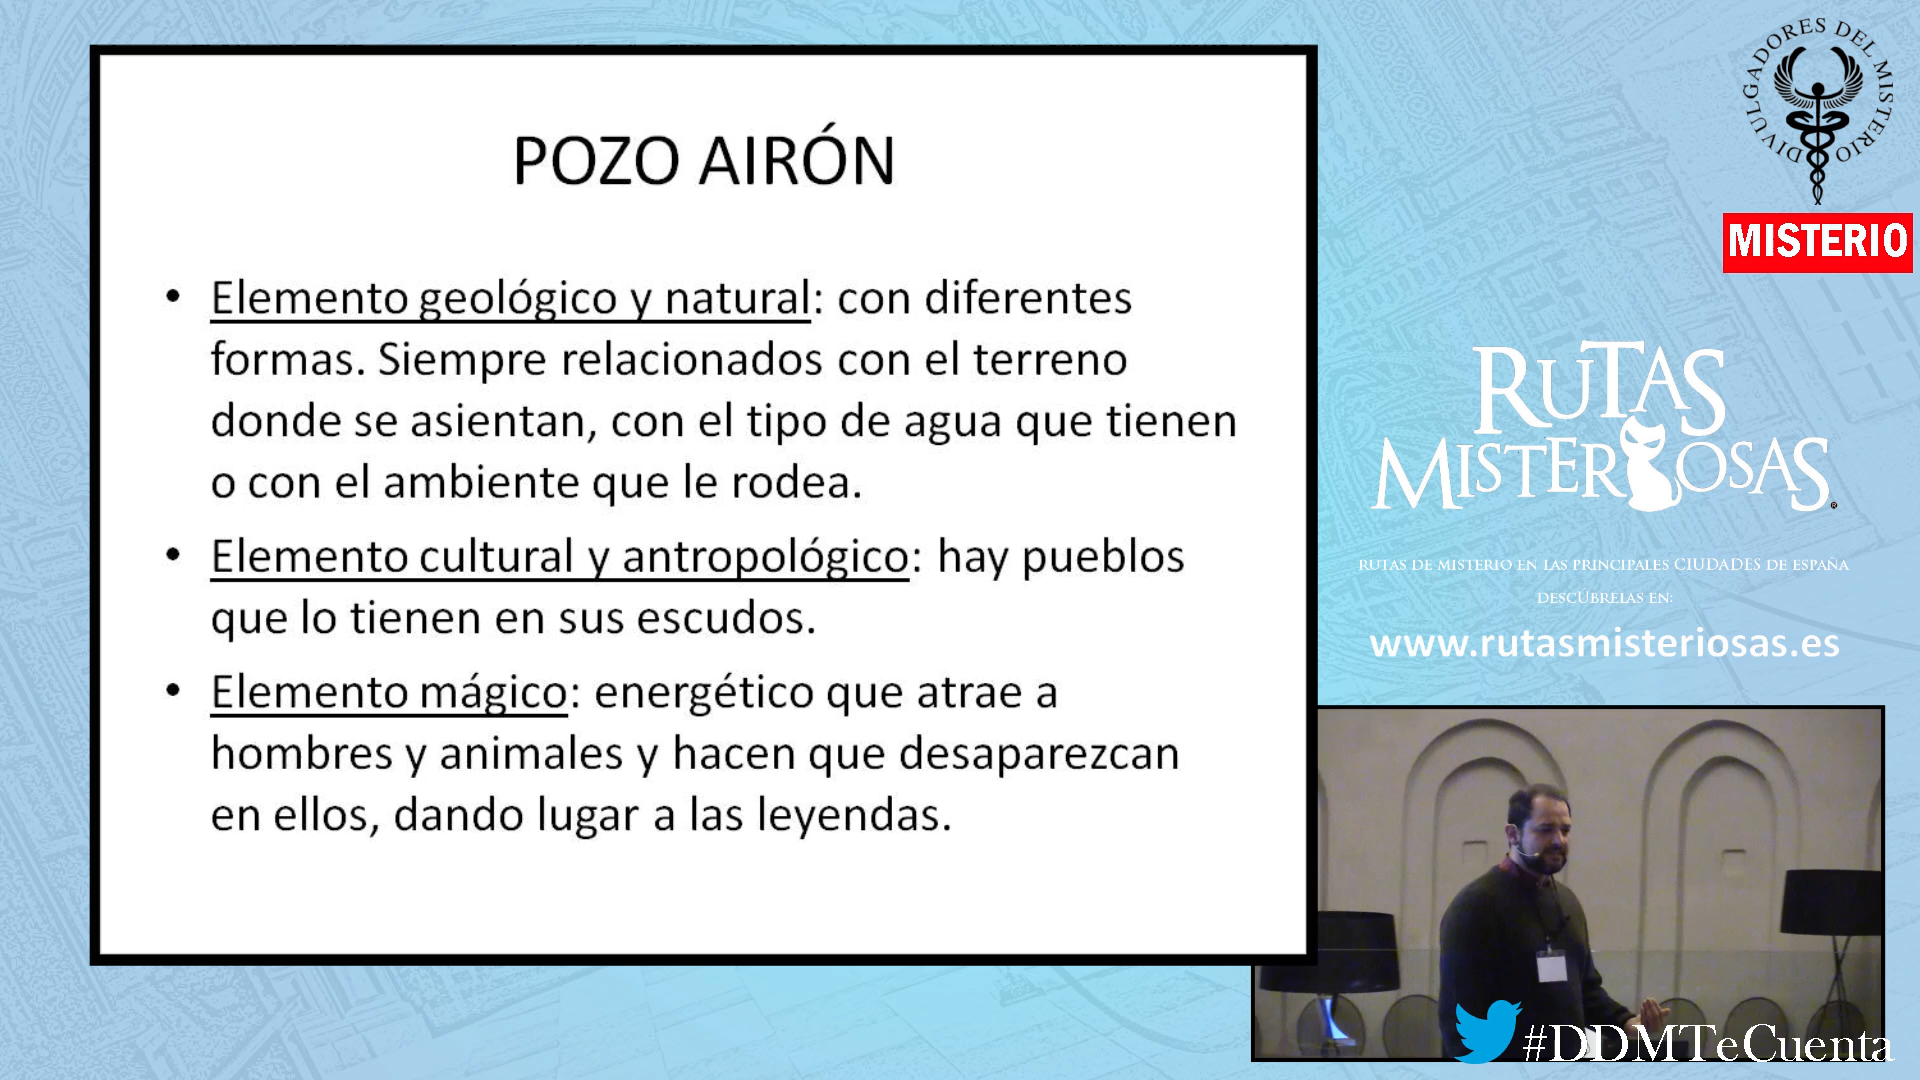 POZO AIRÓN
• Elemento geológico y natural: con diferentes
formas. Siempre relacionados con el terreno
donde se asientan, con el tipo de agua que tienen
o con el ambiente que le rodea.
• Elemento cultural y antropológico: hay pueblos
que lo tienen en sus escudos.
• Elemento mágico: energético que atrae a
hombres y animales y hacen que desaparezcan
en ellos, dando lugar a las leyendas.
DIVULGADORES DEL MISTERIO
MISTERIO
RUTAS
MISTERIOSAS®
RUTAS DE MISTERIO EN LAS PRINCIPALES CIUDADES DE ESPAÑA
DESCÚBRELAS EN:
www.rutasmisteriosas.es
#DDMTeCuenta